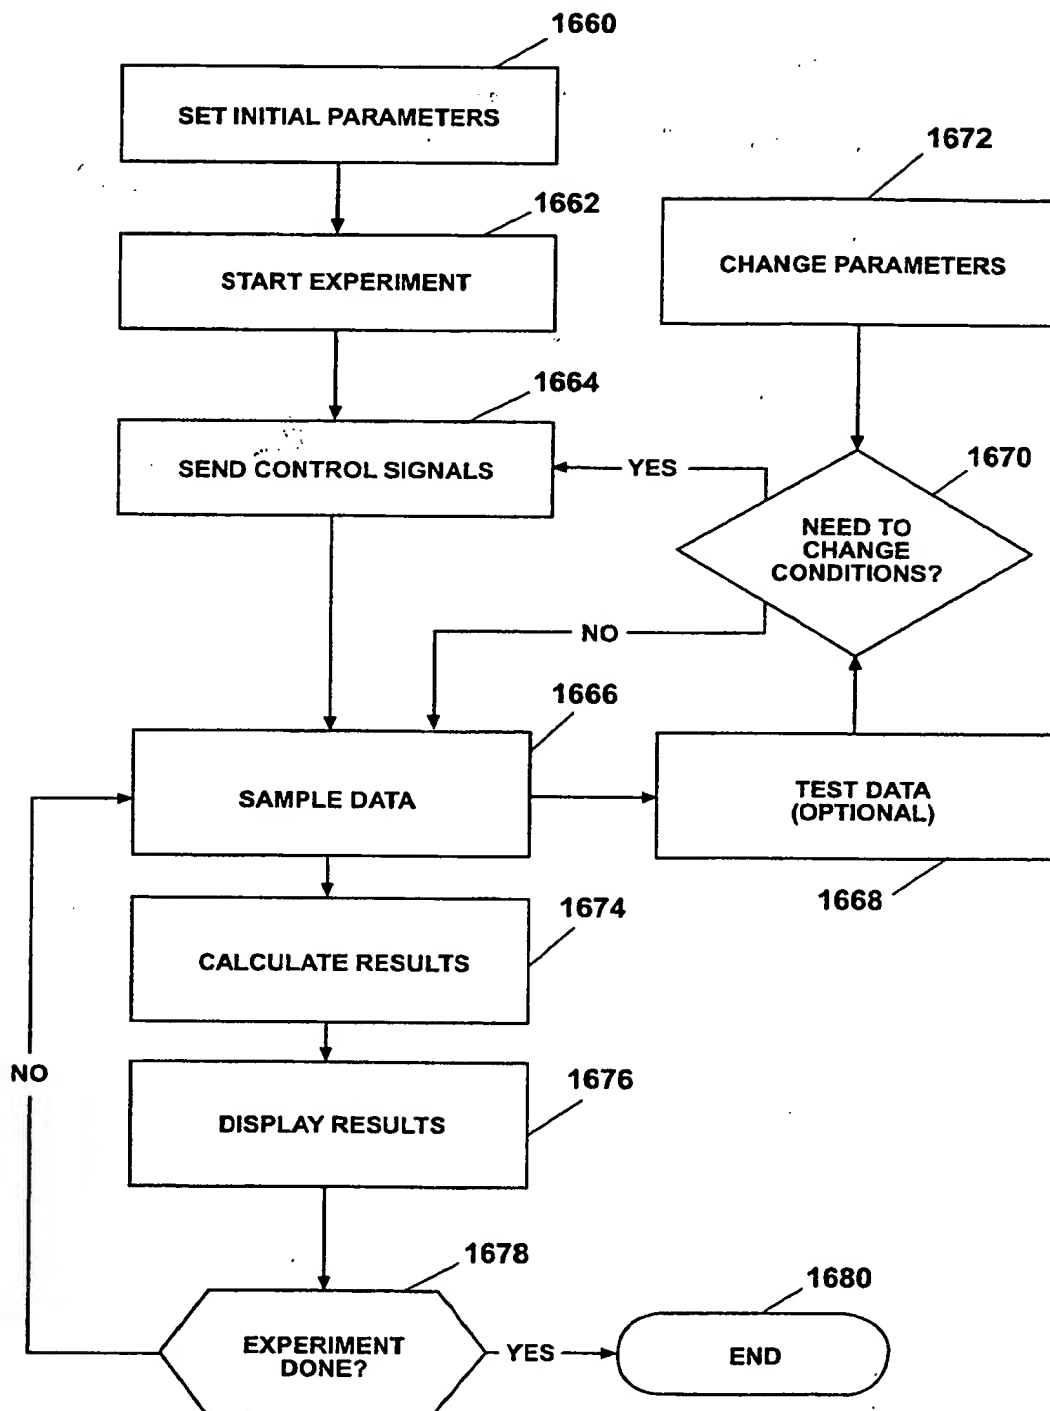 1660
SET INITIAL PARAMETERS
1672
1662
CHANGE PARAMETERS
START EXPERIMENT
1664
SEND CONTROL SIGNALS
YES
1670
NEED TO
CHANGE
CONDITIONS?
NO
1666
SAMPLE DATA
TEST DATA
(OPTIONAL)
1668
1674
CALCULATE RESULTS
NO
1676
DISPLAY RESULTS
1678
EXPERIMENT
DONE?
YES
1680
END